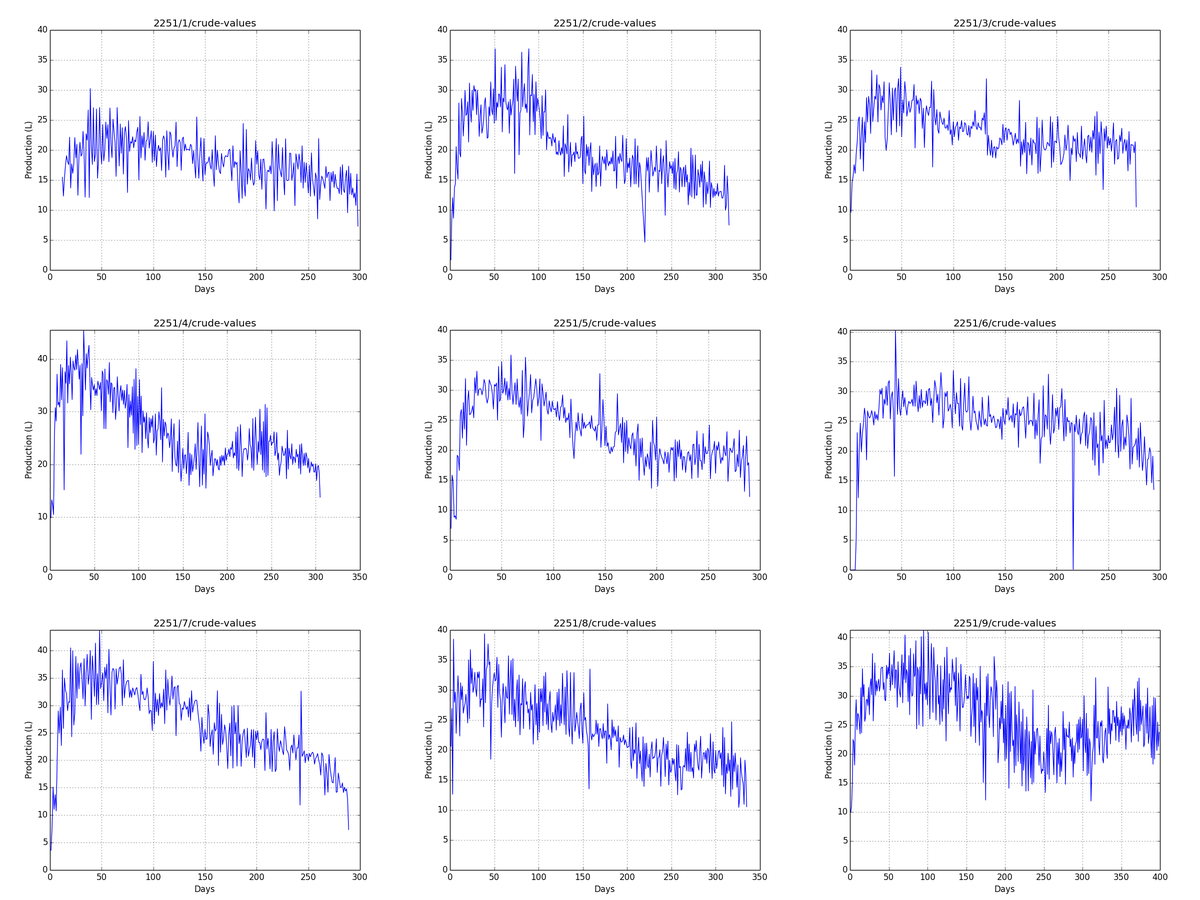 2251/1/crude-values
40
35
30
25
20
15
10
5
0
Production (L)
0 50 100 150 200 250 300
Days
2251/2/crude-values
40
35
30
25
20
15
10
5
0
Production (L)
0 50 100 150 200 250 300 350
Days
2251/3/crude-values
40
35
30
25
20
15
10
5
0
Production (L)
0 50 100 150 200 250 300
Days
2251/4/crude-values
40
30
20
10
0
Production (L)
0 50 100 150 200 250 300 350
Days
2251/5/crude-values
40
35
30
25
20
15
10
5
0
Production (L)
0 50 100 150 200 250 300
Days
2251/6/crude-values
40
35
30
25
20
15
10
5
0
Production (L)
0 50 100 150 200 250 300
Days
2251/7/crude-values
40
35
30
25
20
15
10
5
0
Production (L)
0 50 100 150 200 250 300
Days
2251/8/crude-values
40
35
30
25
20
15
10
5
0
Production (L)
0 50 100 150 200 250 300 350
Days
2251/9/crude-values
40
35
30
25
20
15
10
5
0
Production (L)
0 50 100 150 200 250 300 350 400
Days